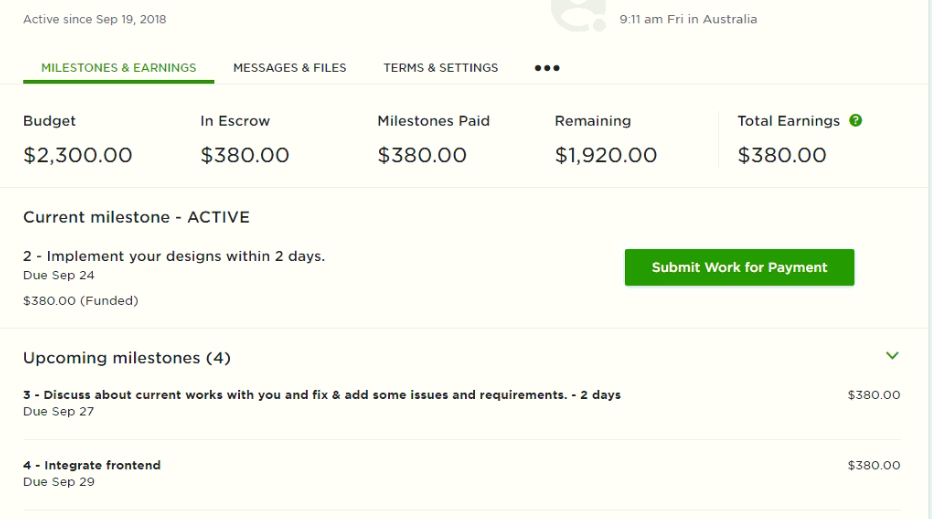 Active since Sep 19, 2018
9:11 am Fri in Australia
MILESTONES & EARNINGS MESSAGES & FILES TERMS & SETTINGS
Budget In Escrow Milestones Paid Remaining Total Earnings ?
$2,300.00 $380.00 $380.00 $1,920.00 $380.00
Current milestone - ACTIVE
2 - Implement your designs within 2 days.
Due Sep 24
$380.00 (Funded)
Submit Work for Payment
Upcoming milestones (4)
3 - Discuss about current works with you and fix & add some issues and requirements. - 2 days $380.00
Due Sep 27
4 - Integrate frontend $380.00
Due Sep 29